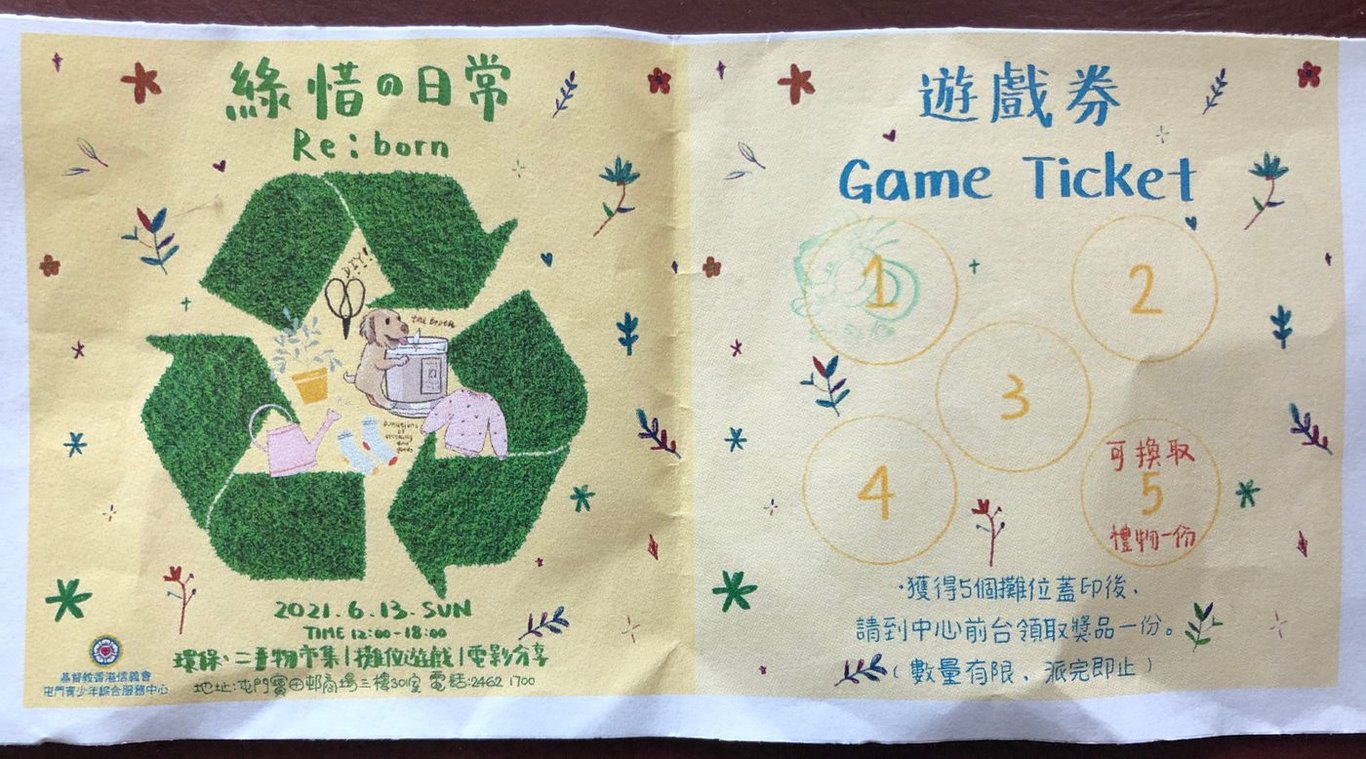 綠惜の日常
Re:born
DIY!!
2021.6.13.SUN
TIME 12:00-18:00
環保.二手物市集|攤位遊戲|電影分享
地址:屯門寶田邨商場三樓301室 電話:2462 1700
基督教香港信義會
屯門青少年綜合服務中心
遊戲券
Game Ticket
1
2
3
4
可換取
5
禮物一份
·獲得5個攤位蓋印後、
請到中心前台領取獎品一份。
(數量有限、派完即止)